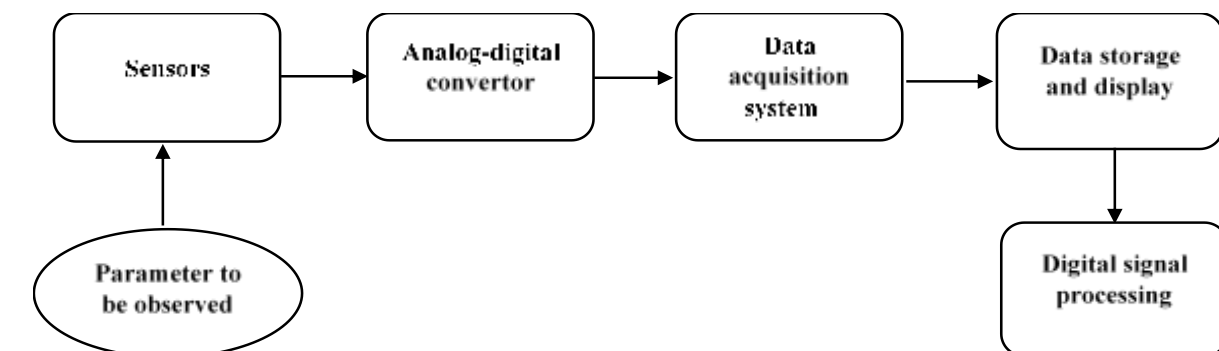 Sensors
Analog-digital
convertor
Data
acquisition
system
Data storage
and display
Parameter to
be observed
Digital signal
processing